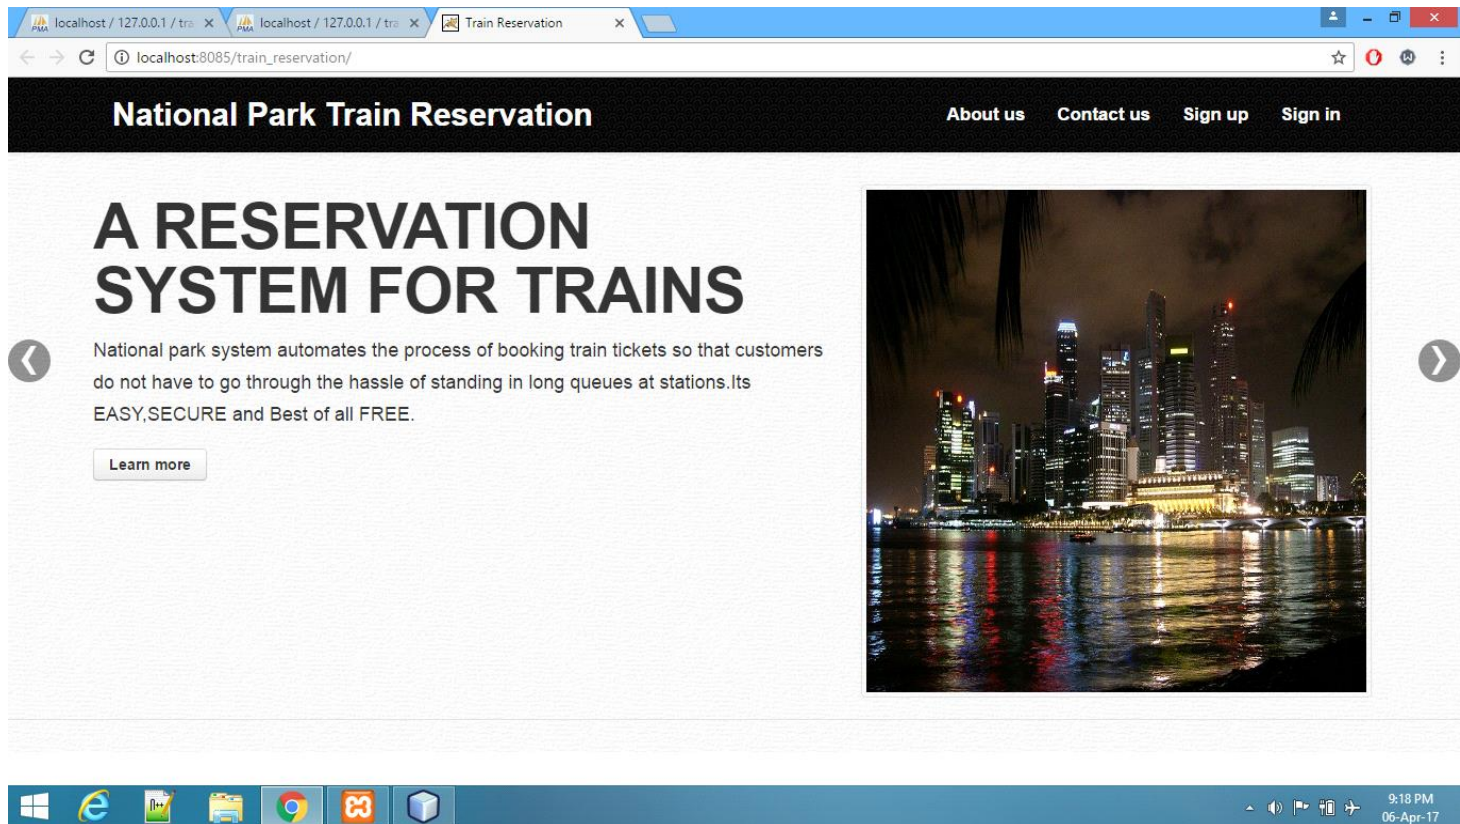 localhost / 127.0.0.1 / tra
localhost / 127.0.0.1 / tra
Train Reservation
localhost:8085/train_reservation/
National Park Train Reservation
About us
Contact us
Sign up
Sign in
A RESERVATION
SYSTEM FOR TRAINS
National park system automates the process of booking train tickets so that customers
do not have to go through the hassle of standing in long queues at stations.Its
EASY,SECURE and Best of all FREE.
Learn more
9:18 PM
06-Apr-17